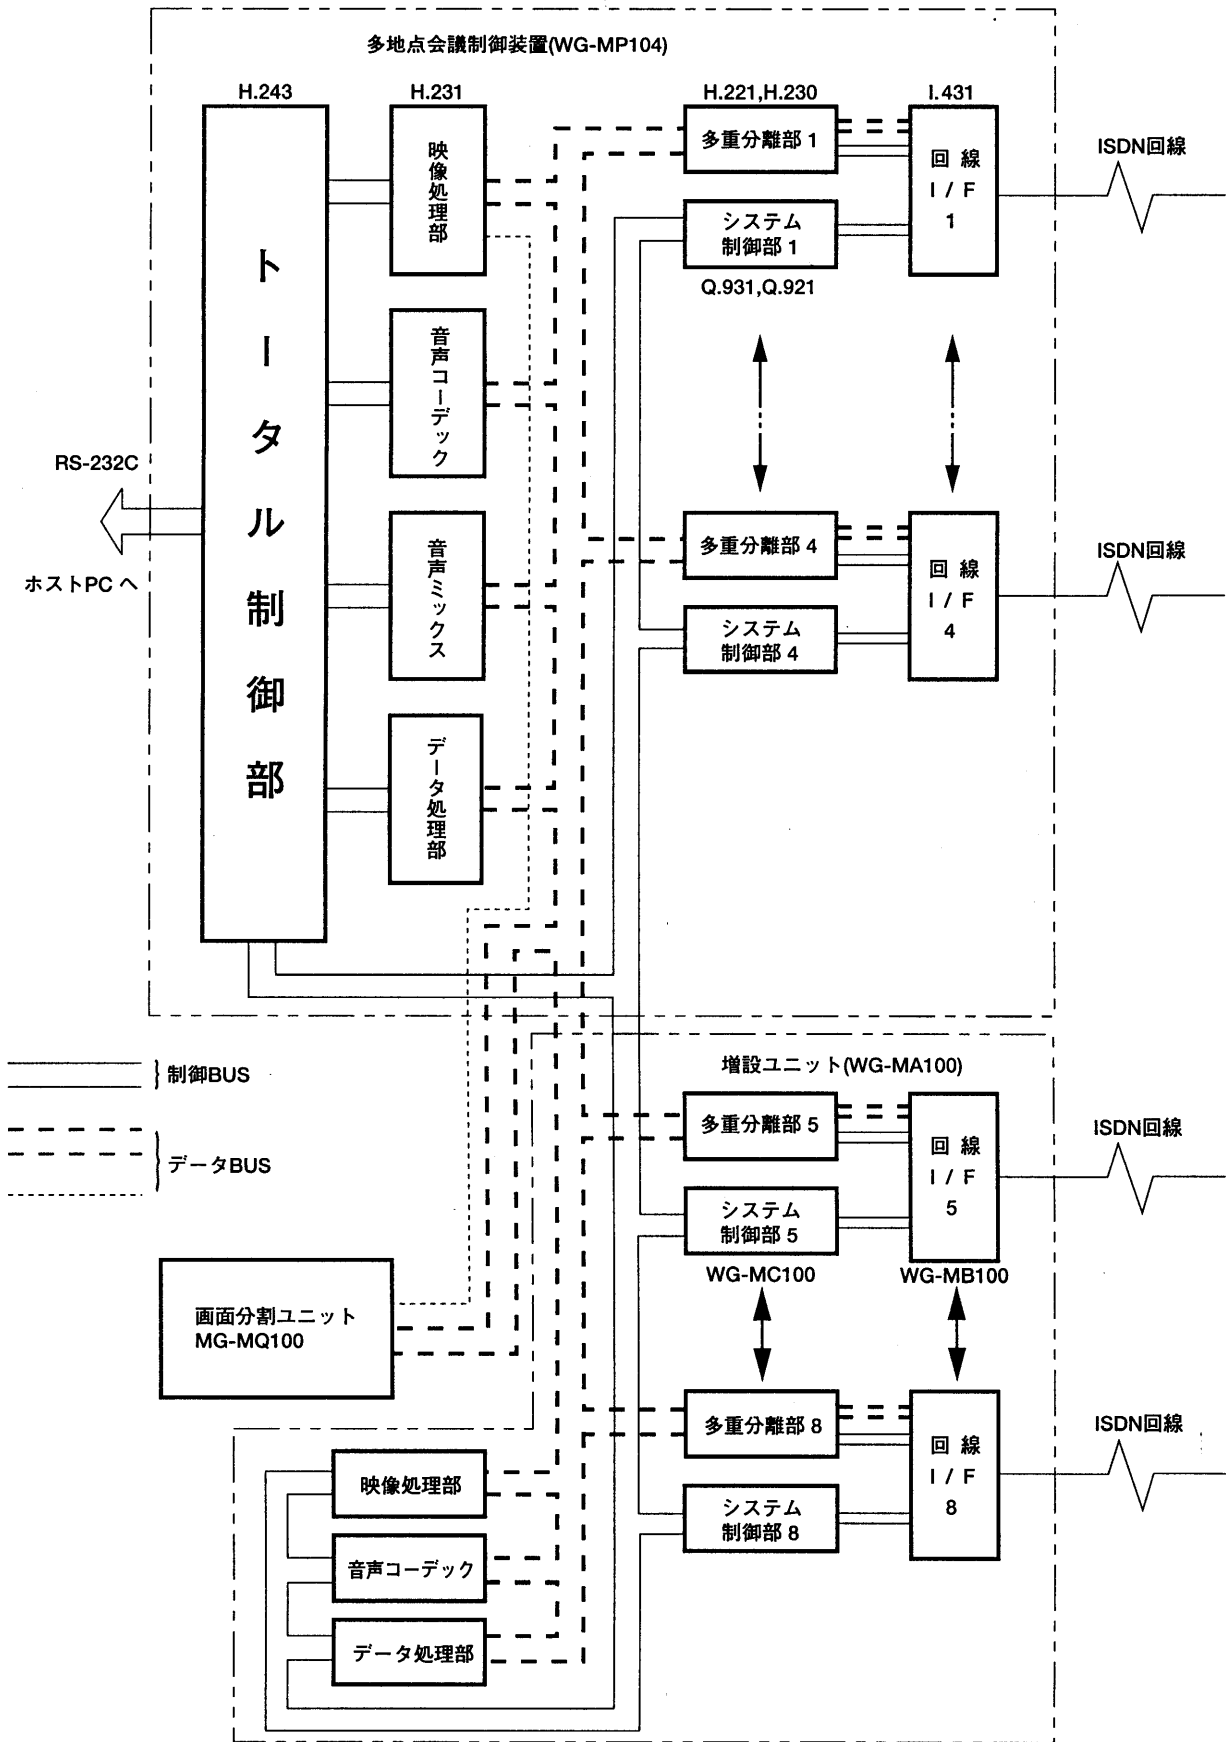 多地点会議制御装置(WG-MP104)
H.243
H.231
H.221,H.230
I.431
トータル制御部
映像処理部
音声コーデック
音声ミックス
データ処理部
多重分離部 1
システム
制御部 1
Q.931,Q.921
回 線
I / F
1
ISDN回線
RS-232C
ホストPC へ
多重分離部 4
システム
制御部 4
回 線
I / F
4
ISDN回線
制御BUS
データBUS
増設ユニット(WG-MA100)
多重分離部 5
システム
制御部 5
WG-MC100
回 線
I / F
5
WG-MB100
ISDN回線
画面分割ユニット
MG-MQ100
多重分離部 8
システム
制御部 8
回 線
I / F
8
ISDN回線
映像処理部
音声コーデック
データ処理部